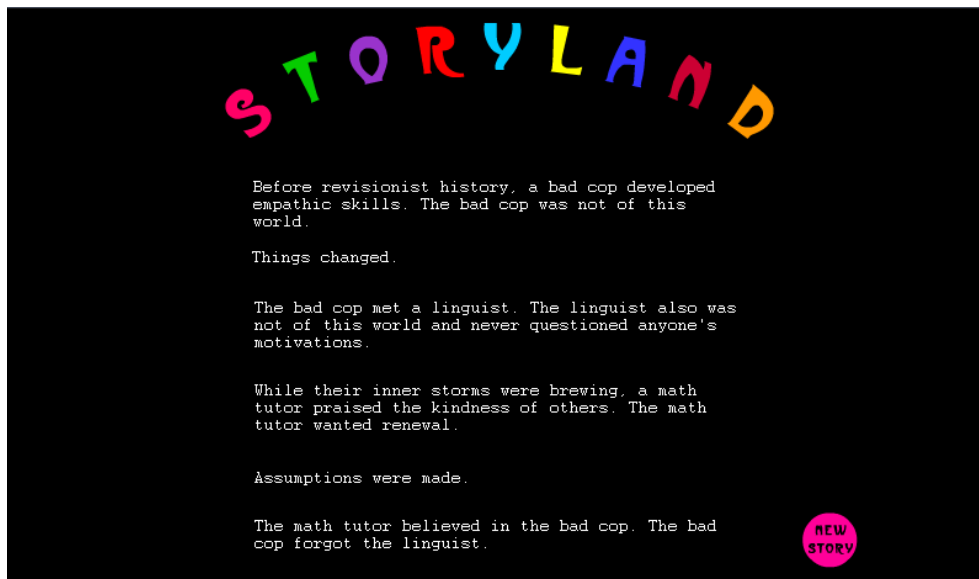 STORYLAND
Before revisionist history, a bad cop developed
empathic skills. The bad cop was not of this
world.
Things changed.
The bad cop met a linguist. The linguist also was
not of this world and never questioned anyone's
motivations.
While their inner storms were brewing, a math
tutor praised the kindness of others. The math
tutor wanted renewal.
Assumptions were made.
The math tutor believed in the bad cop. The bad
cop forgot the linguist.
NEW
STORY